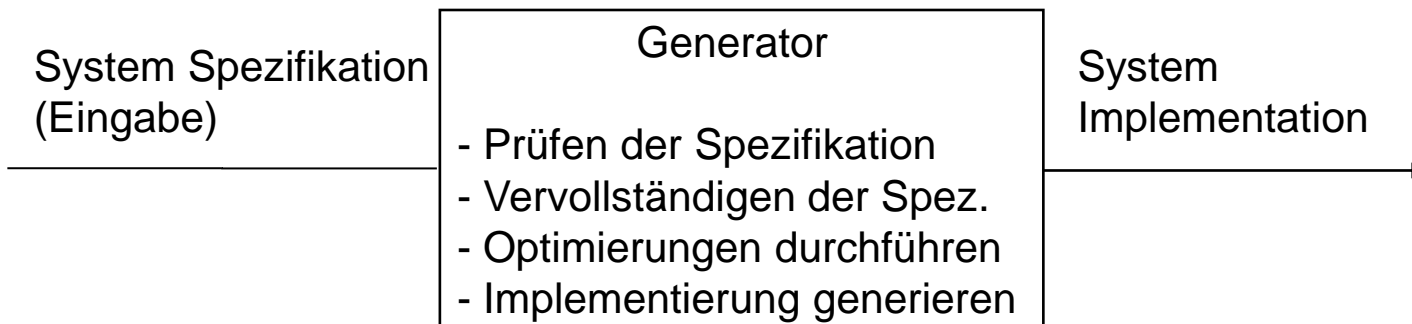 System Spezifikation
(Eingabe)
Generator
- Prüfen der Spezifikation
- Vervollständigen der Spez.
- Optimierungen durchführen
- Implementierung generieren
System
Implementation